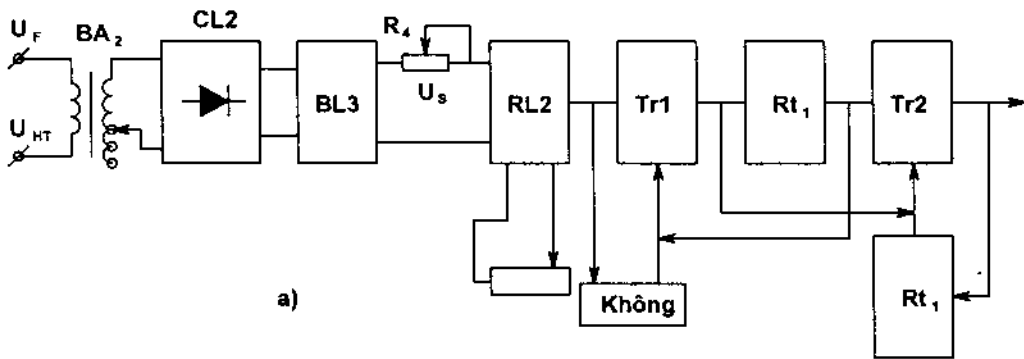 U F
BA 2
CL2
R 4
U HT
BL3
U S
RL2
Tr1
Rt 1
Tr2
Không
Rt 1
a)